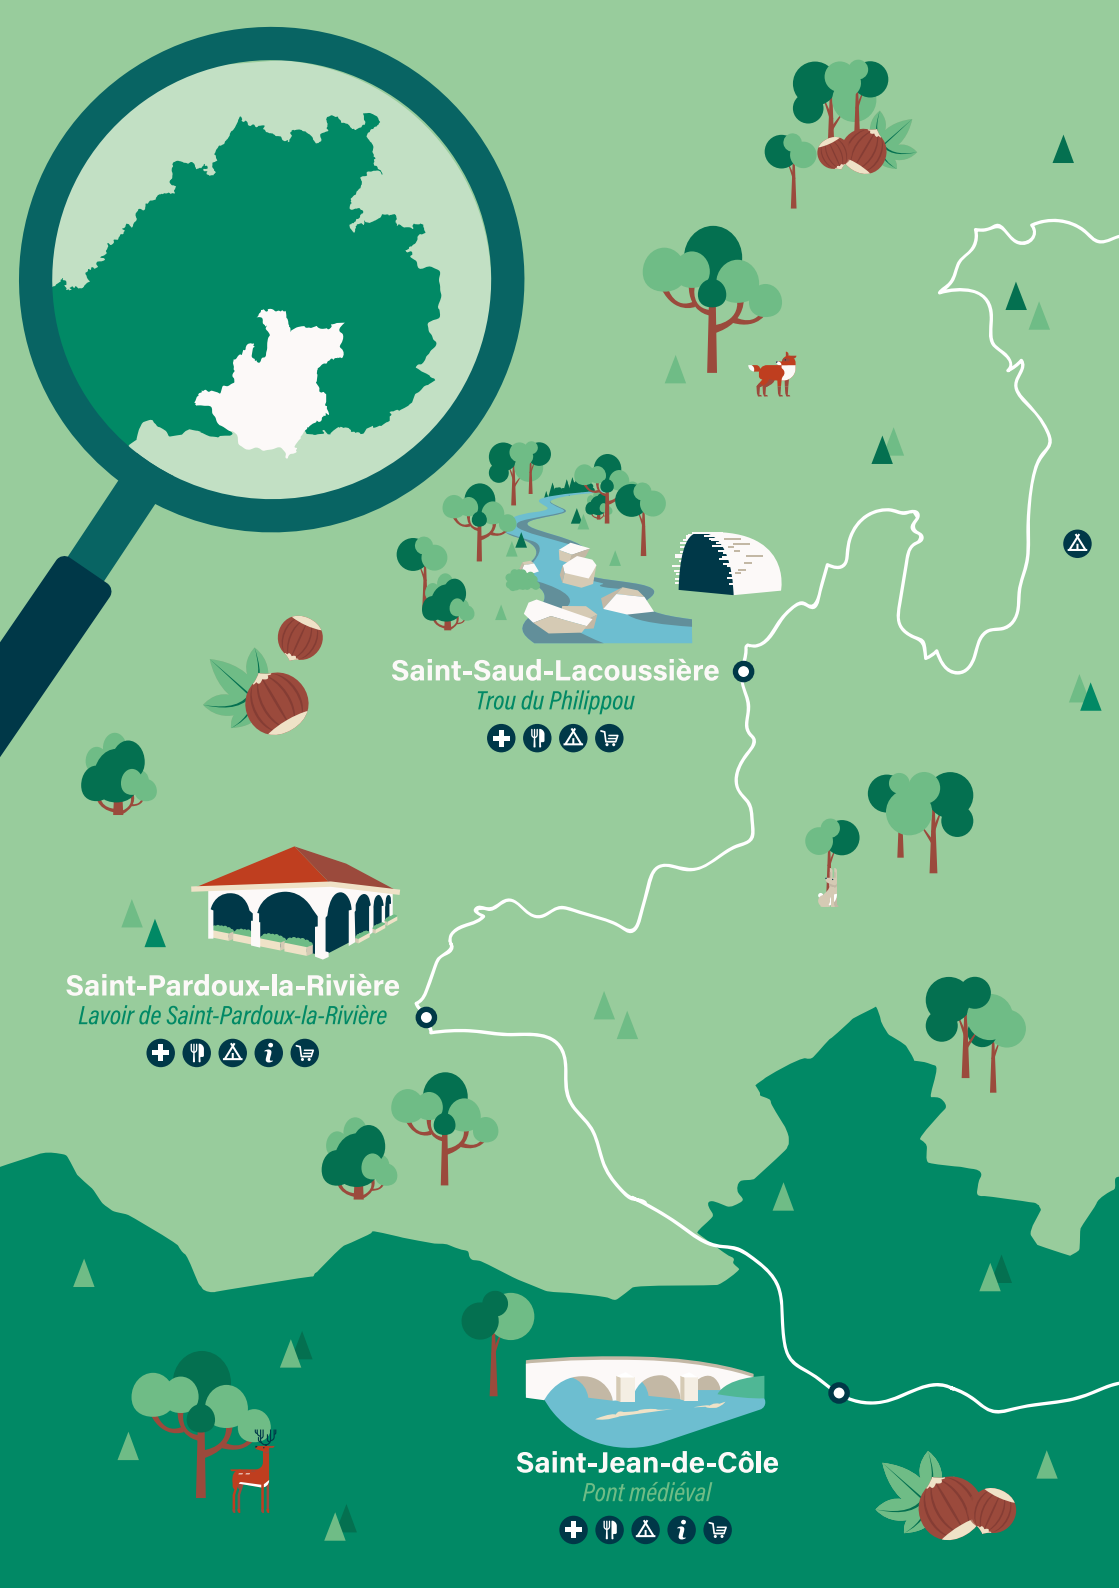 Saint-Saud-Lacoussière
Trou du Philippou
Saint-Pardoux-la-Rivière
Lavoir de Saint-Pardoux-la-Rivière
i
Saint-Jean-de-Côle
Pont médiéval
i